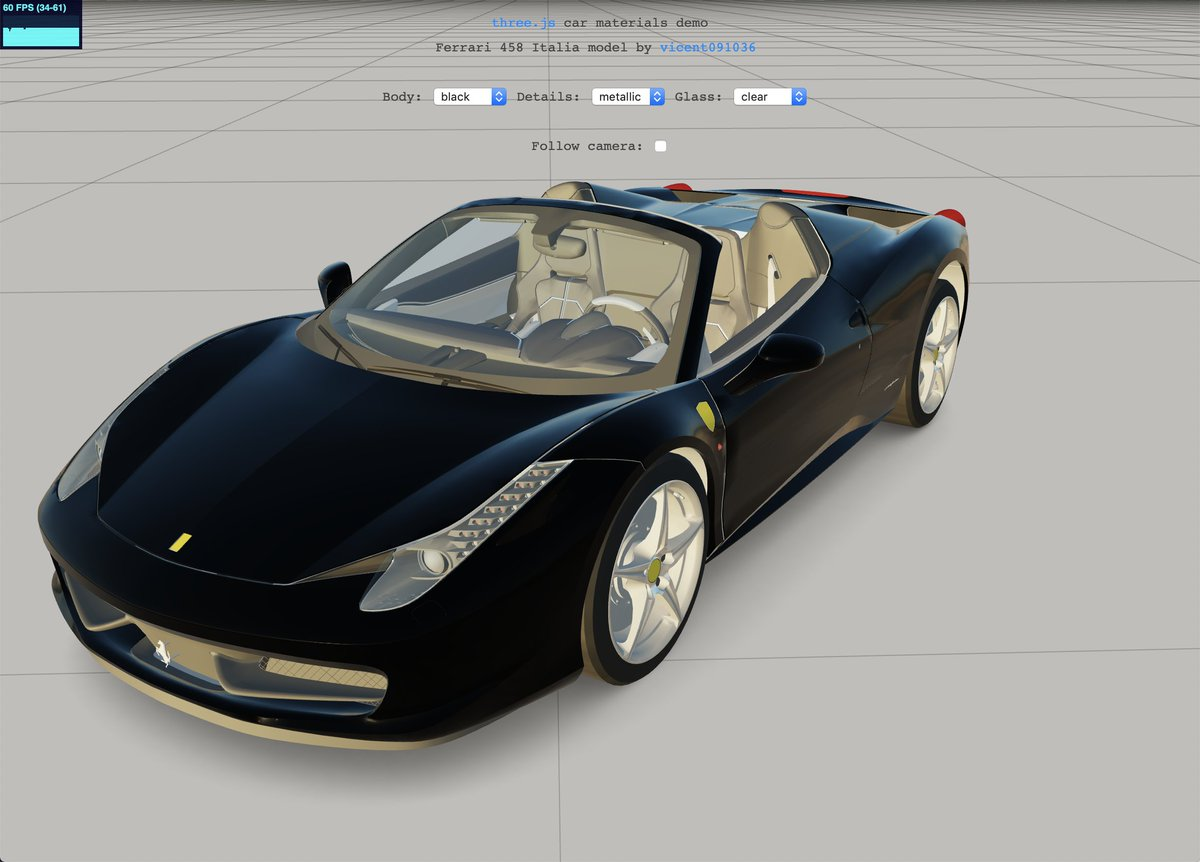 60 FPS (34-61)
three.js car materials demo
Ferrari 458 Italia model by vicent091036
Body: black Details: metallic Glass: clear
Follow camera: